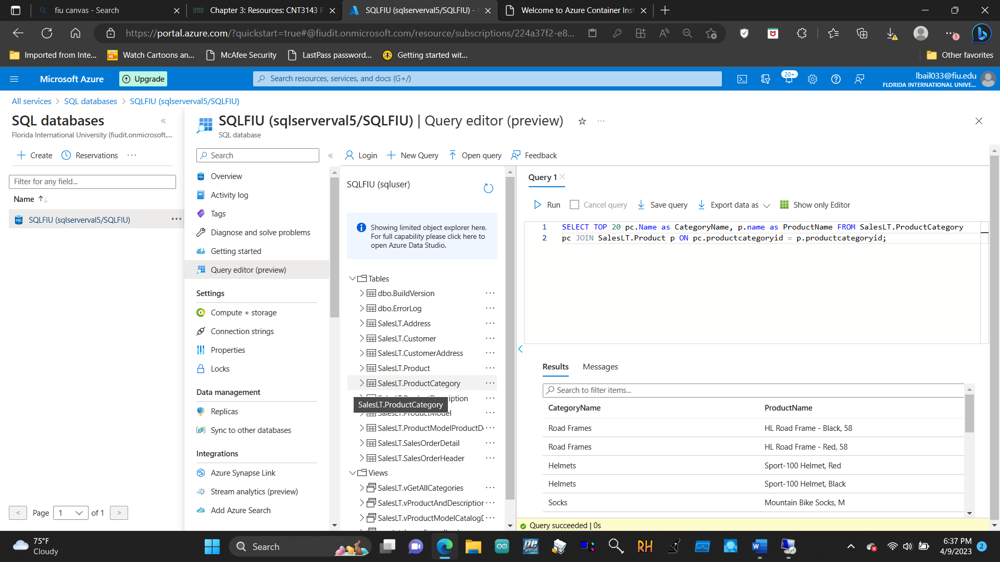 fiu canvas - Search
Chapter 3: Resources: CNT3143 R
SQLFIU (sqlserverval5/SQLFIU) -
Welcome to Azure Container Inst
https://portal.azure.com/?quickstart=true#@fiudit.onmicrosoft.com/resource/subscriptions/224a37f2-e8...
Imported from Inte...
Watch Cartoons an...
McAfee Security
LastPass password...
Getting started wit...
Other favorites
Microsoft Azure
Upgrade
Search resources, services, and docs (G+/)
20+
lbail033@fiu.edu
FLORIDA INTERNATIONAL UNIVE...
All services > SQL databases > SQLFIU (sqlserverval5/SQLFIU)
SQL databases
Florida International University (fiudit.onmicrosoft....
Create
Reservations
Filter for any field...
Name
SQLFIU (sqlserverval5/SQLFIU)
< Page 1 of 1 >
SQLFIU (sqlserverval5/SQLFIU) | Query editor (preview)
SQL database
Search
Overview
Activity log
Tags
Diagnose and solve problems
Getting started
Query editor (preview)
Settings
Compute + storage
Connection strings
Properties
Locks
Data management
Replicas
Sync to other databases
Integrations
Azure Synapse Link
Stream analytics (preview)
Add Azure Search
Login
New Query
Open query
Feedback
SQLFIU (sqluser)
Showing limited object explorer here.
For full capability please click here to
open Azure Data Studio.
Tables
dbo.BuildVersion
dbo.ErrorLog
SalesLT.Address
SalesLT.Customer
SalesLT.CustomerAddress
SalesLT.Product
SalesLT.ProductCategory
SalesLT.ProductCategory
SalesLT.ProductModel
SalesLT.ProductModelProductD
SalesLT.SalesOrderDetail
SalesLT.SalesOrderHeader
Views
SalesLT.vGetAllCategories
SalesLT.vProductAndDescription
SalesLT.vProductModelCatalogD
Query 1
Run
Cancel query
Save query
Export data as
Show only Editor
1 SELECT TOP 20 pc.Name as CategoryName, p.name as ProductName FROM SalesLT.ProductCategory
2 pc JOIN SalesLT.Product p ON pc.productcategoryid = p.productcategoryid;
Results
Messages
Search to filter items...
CategoryName ProductName
Road Frames HL Road Frame - Black, 58
Road Frames HL Road Frame - Red, 58
Helmets Sport-100 Helmet, Red
Helmets Sport-100 Helmet, Black
Socks Mountain Bike Socks, M
Query succeeded | 0s
75°F
Cloudy
Search
RH
6:37 PM
4/9/2023
2